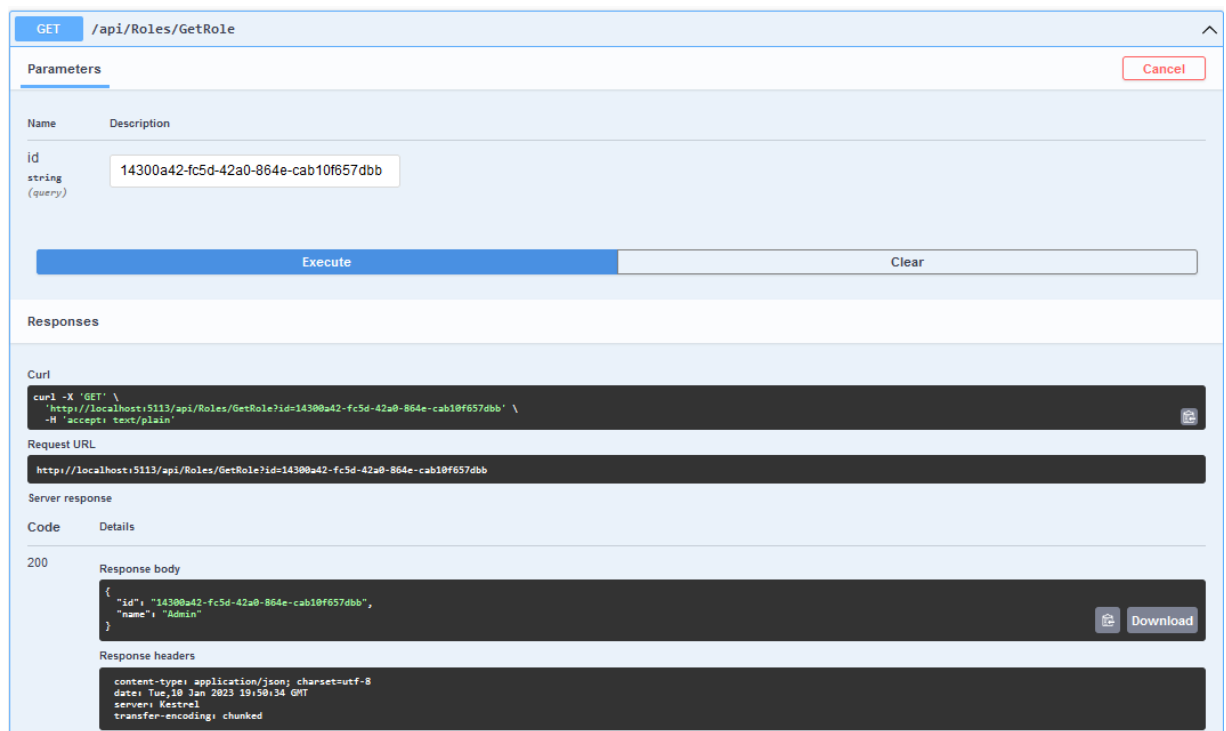 GET /api/Roles/GetRole
Parameters
Cancel
Name Description
id
string
(query)
14300a42-fc5d-42a0-864e-cab10f657dbb
Execute Clear
Responses
Curl
curl -X 'GET' \
'http://localhost:5113/api/Roles/GetRole?id=14300a42-fc5d-42a0-864e-cab10f657dbb' \
-H 'accept: text/plain'
Request URL
http://localhost:5113/api/Roles/GetRole?id=14300a42-fc5d-42a0-864e-cab10f657dbb
Server response
Code Details
200
Response body
{
"id": "14300a42-fc5d-42a0-864e-cab10f657dbb",
"name": "Admin"
}
Download
Response headers
content-type: application/json; charset=utf-8
date: Tue,10 Jan 2023 19:50:34 GMT
server: Kestrel
transfer-encoding: chunked